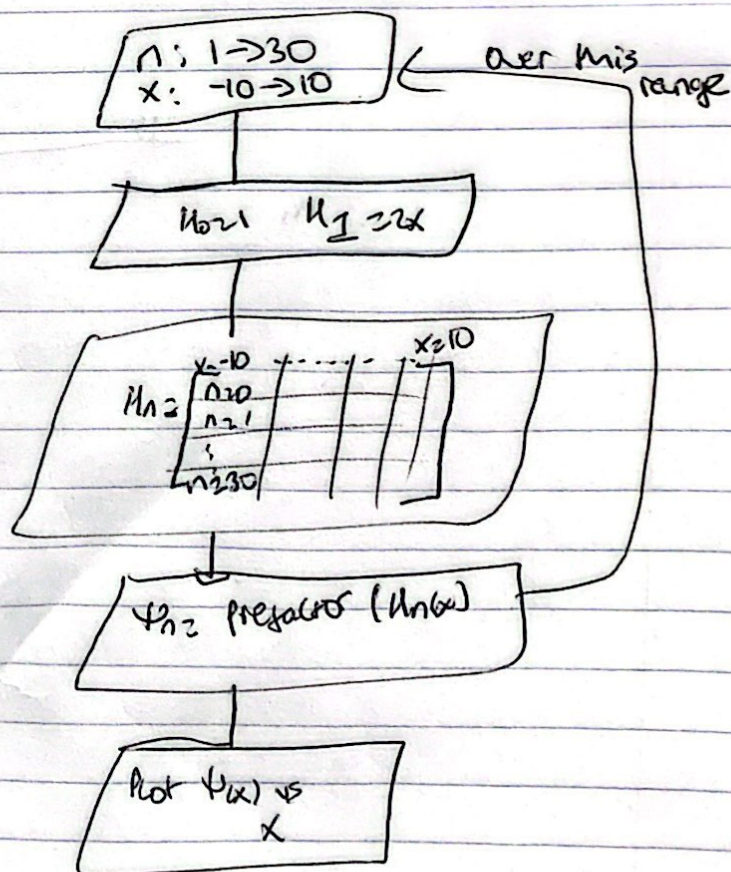 n: 1→30
x: -10→10
over this
range
H₀=1 H₁=2x
x=-10 ------- x=10
Hₙ=
n=0
n=1
⋮
n=30
Ψₙ= prefactor (Hₙ(x))
Plot Ψ(x) vs
x